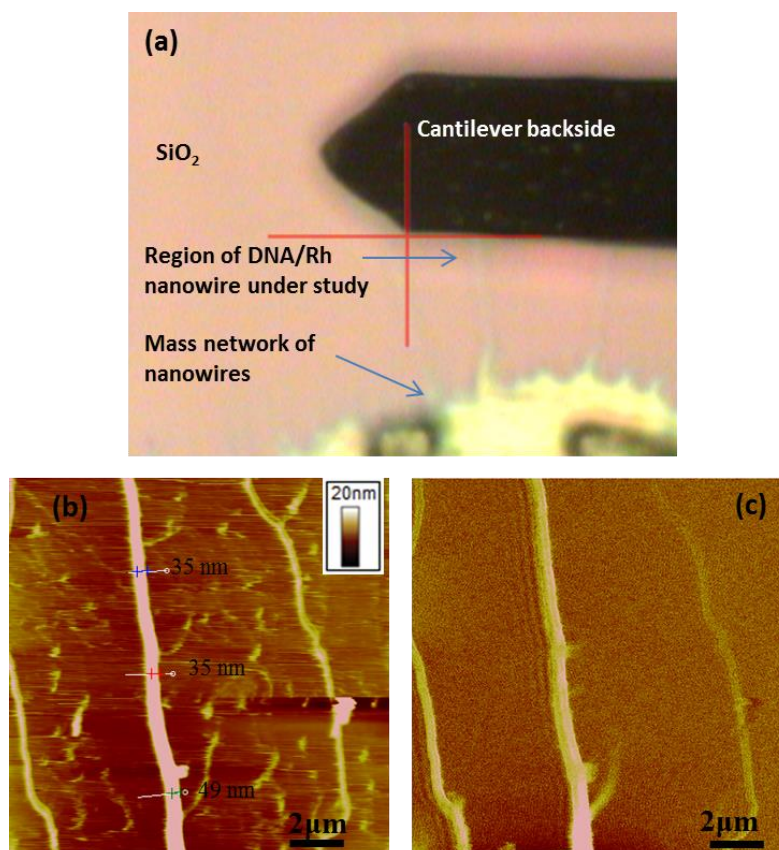 (a)
Cantilever backside
SiO₂
Region of DNA/Rh
nanowire under study
Mass network of
nanowires
(b)
20nm
(c)
35 nm
35 nm
49 nm
2μm
2μm